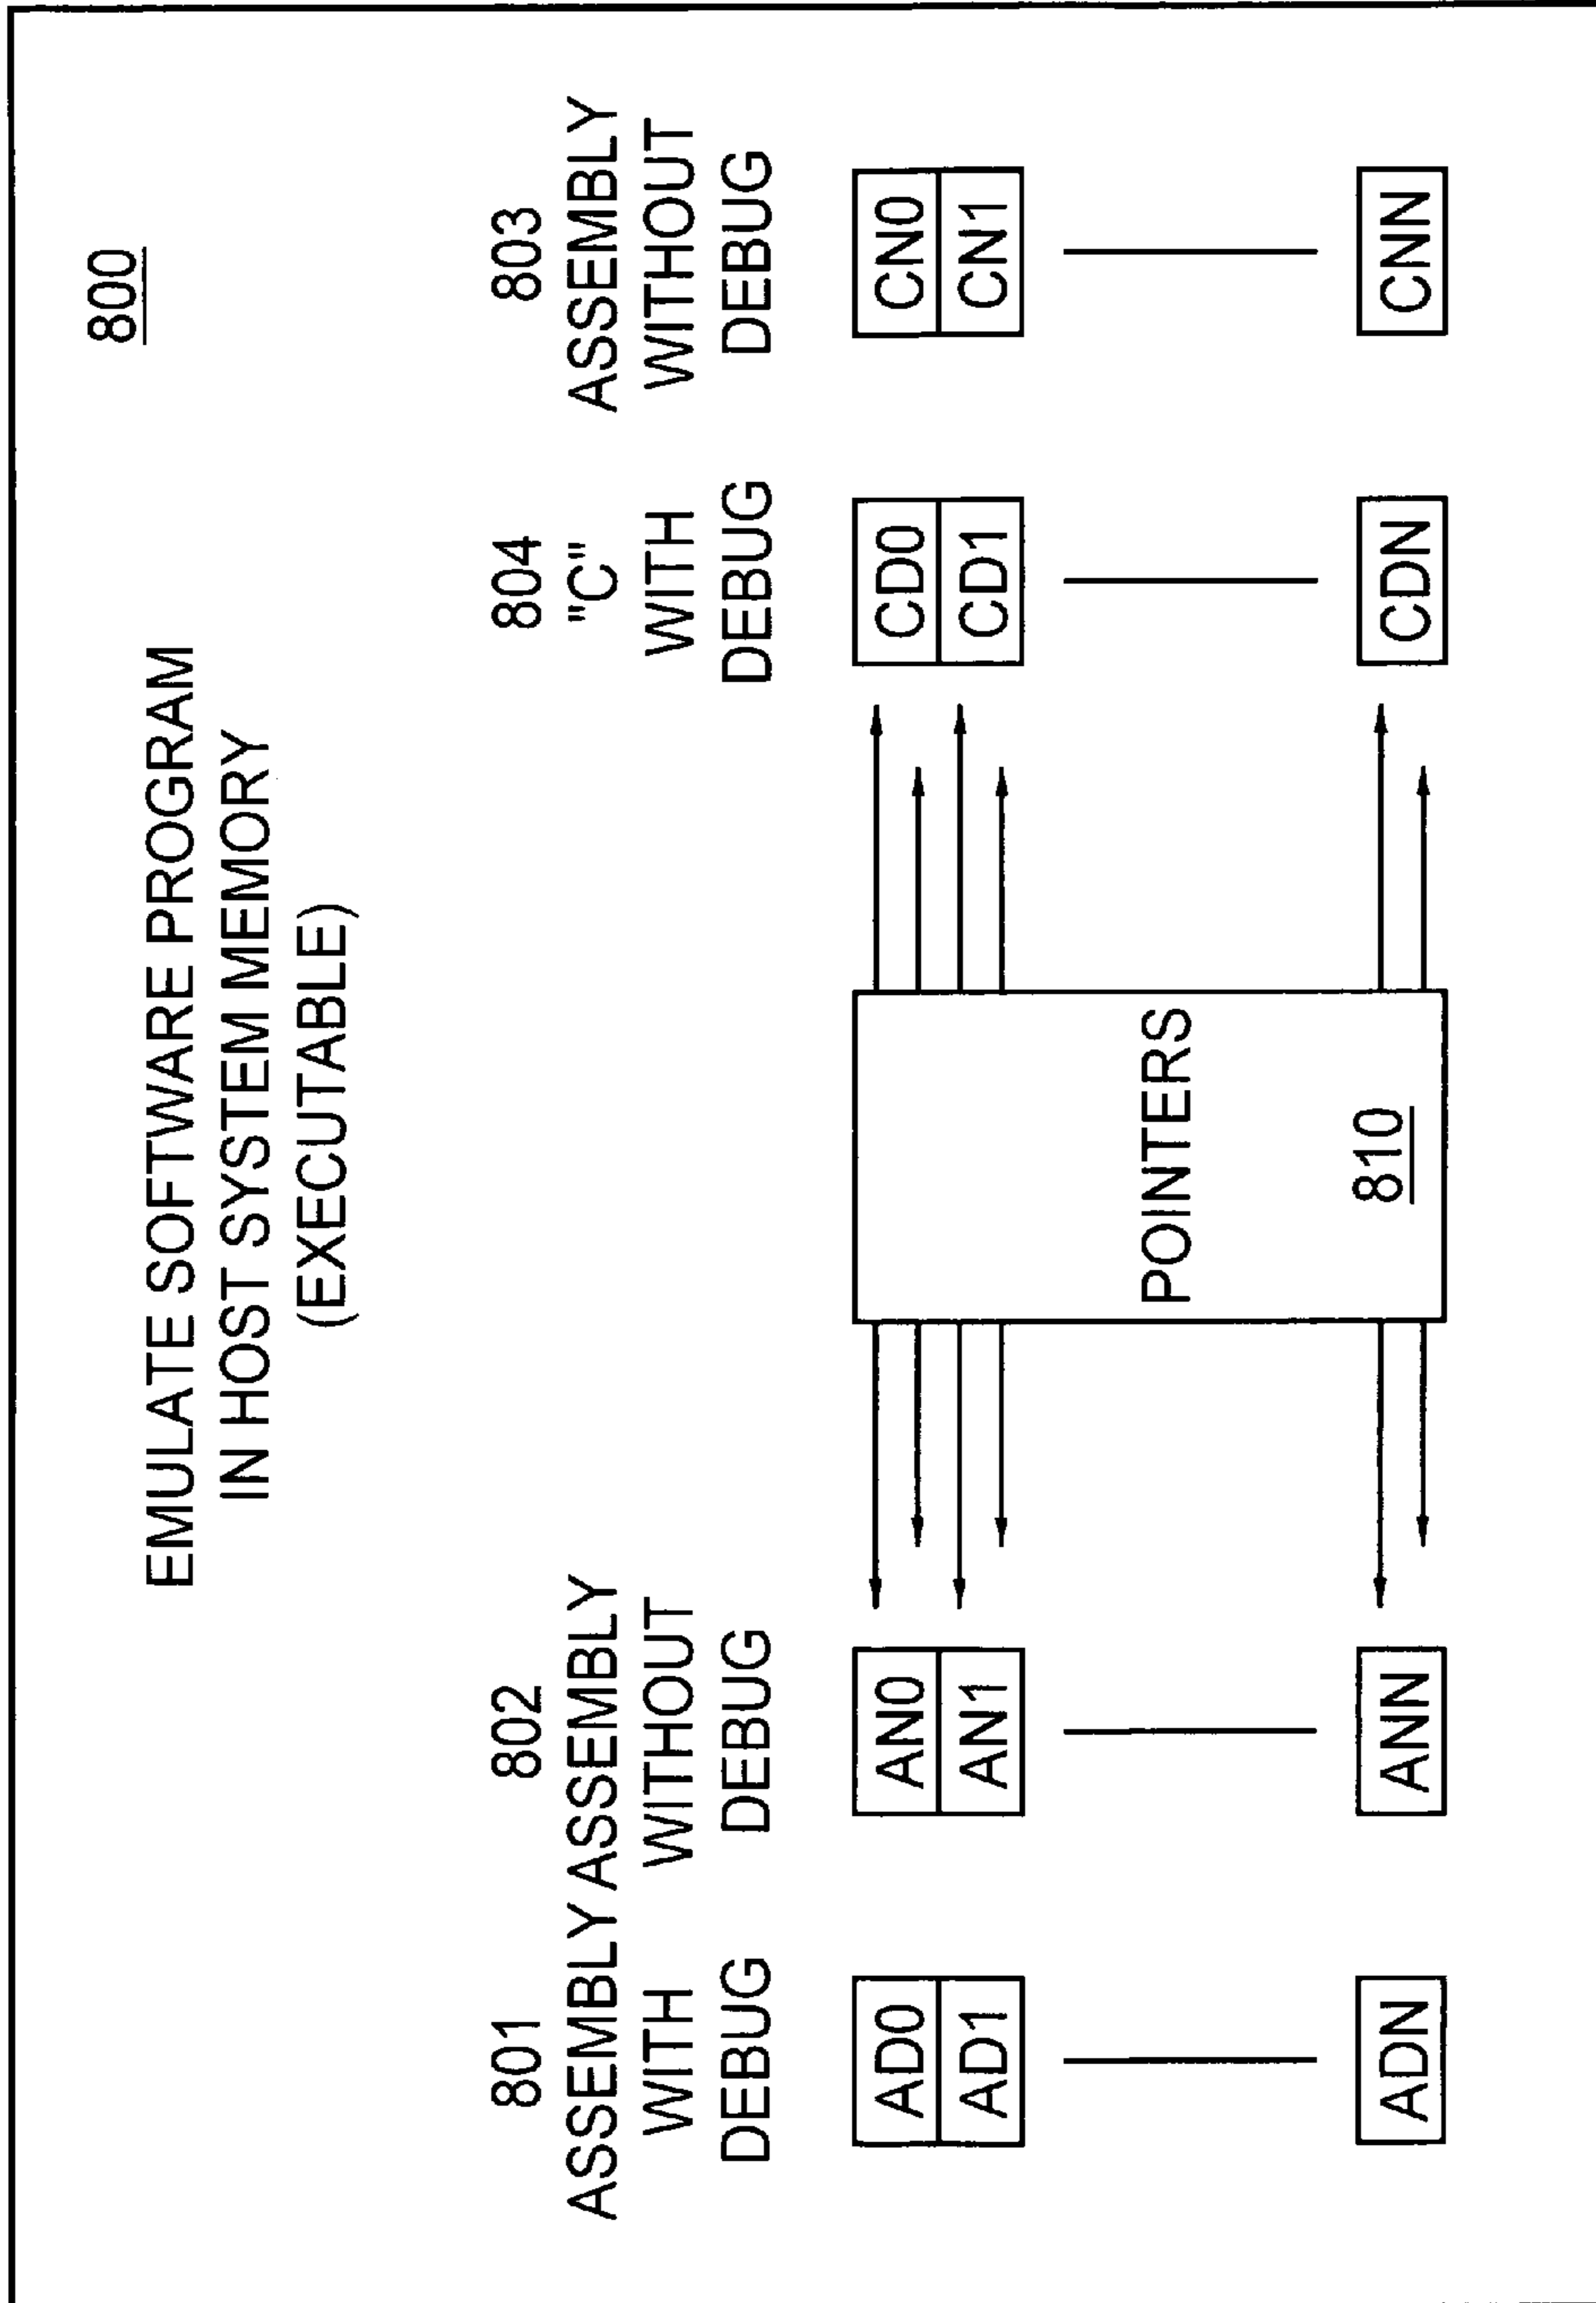 800
EMULATE SOFTWARE PROGRAM
IN HOST SYSTEM MEMORY
(EXECUTABLE)
801
ASSEMBLY
WITH
DEBUG
802
ASSEMBLY
WITHOUT
DEBUG
804
"C"
WITH
DEBUG
803
ASSEMBLY
WITHOUT
DEBUG
AD0
AD1
ADN
AN0
AN1
ANN
POINTERS
810
CD0
CD1
CDN
CN0
CN1
CNN